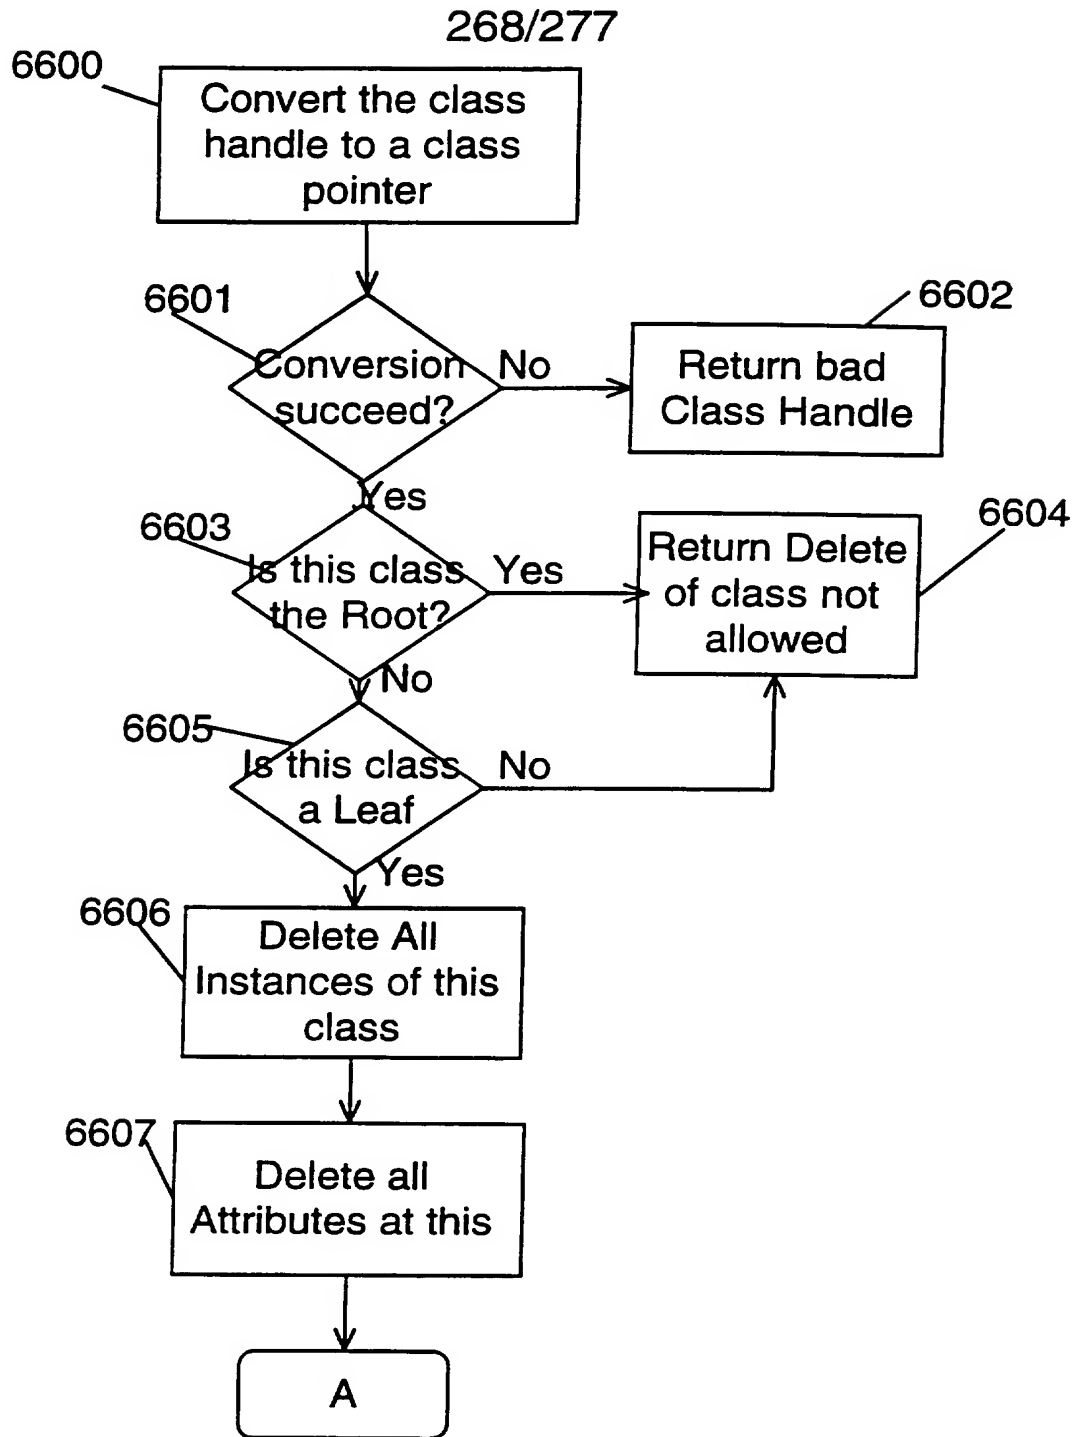 268/277
6600
Convert the class
handle to a class
pointer
6601
Conversion
succeed?
No
6602
Return bad
Class Handle
Yes
6603
Is this class
the Root?
Yes
6604
Return Delete
of class not
allowed
No
6605
Is this class
a Leaf
No
Yes
6606
Delete All
Instances of this
class
6607
Delete all
Attributes at this
A